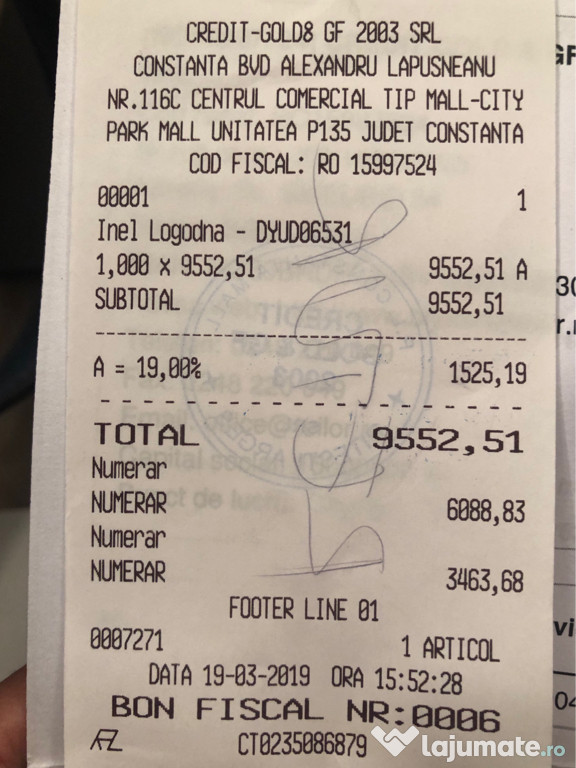 CREDIT-GOLD8 GF 2003 SRL
CONSTANTA BVD ALEXANDRU LAPUSNEANU
NR.116C CENTRUL COMERCIAL TIP MALL-CITY
PARK MALL UNITATEA P135 JUDET CONSTANTA
COD FISCAL: RO 15997524
00001 1
Inel Logodna - DYUD06531
1,000 x 9552,51 9552,51 A
SUBTOTAL 9552,51
A = 19,00% 1525,19
TOTAL 9552,51
Numerar
NUMERAR 6088,83
Numerar
NUMERAR 3463,68
FOOTER LINE 01
0007271 1 ARTICOL
DATA 19-03-2019 ORA 15:52:28
BON FISCAL NR:0006
CT0235086879
lajumate.ro